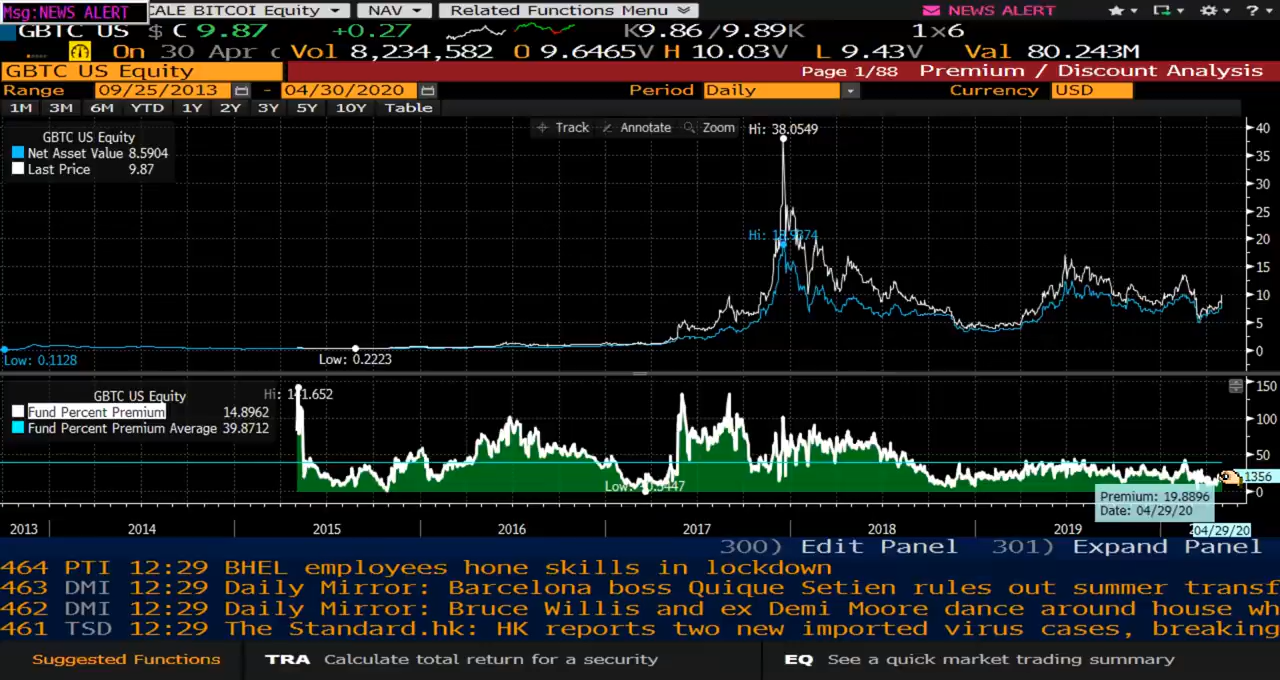 Msg:NEWS ALERT CALE BITCOI Equity NAV Related Functions Menu NEWS ALERT ?
GBTC US $ C 9.87 +0.27 K9.86/9.89K 1x6
On 30 Apr Vol 8,234,582 O 9.6465V H 10.03V L 9.43V Val 80.243M
GBTC US Equity Page 1/88 Premium / Discount Analysis
Range 09/25/2013 - 04/30/2020 Period Daily Currency USD
1M 3M 6M YTD 1Y 2Y 3Y 5Y 10Y Table
Track Annotate Zoom Hi: 38.0549
GBTC US Equity
Net Asset Value 8.5904
Last Price 9.87
40
35
30
25
20
15
10
5
0
Hi:
Low: 0.1128
Low: 0.2223
GBTC US Equity Hi: 141.652
Fund Percent Premium 14.8962
Fund Percent Premium Average 39.8712
150
100
50
0
Low:
1356
Premium: 19.8896
Date: 04/29/20
2013 2014 2015 2016 2017 2018 2019 04/29/20
300) Edit Panel 301) Expand Panel
464 PTI 12:29 BHEL employees hone skills in lockdown
463 DMI 12:29 Daily Mirror: Barcelona boss Quique Setien rules out summer transf
462 DMI 12:29 Daily Mirror: Bruce Willis and ex Demi Moore dance around house wh
461 TSD 12:29 The Standard.hk: HK reports two new imported virus cases, breaking
Suggested Functions TRA Calculate total return for a security EQ See a quick market trading summary